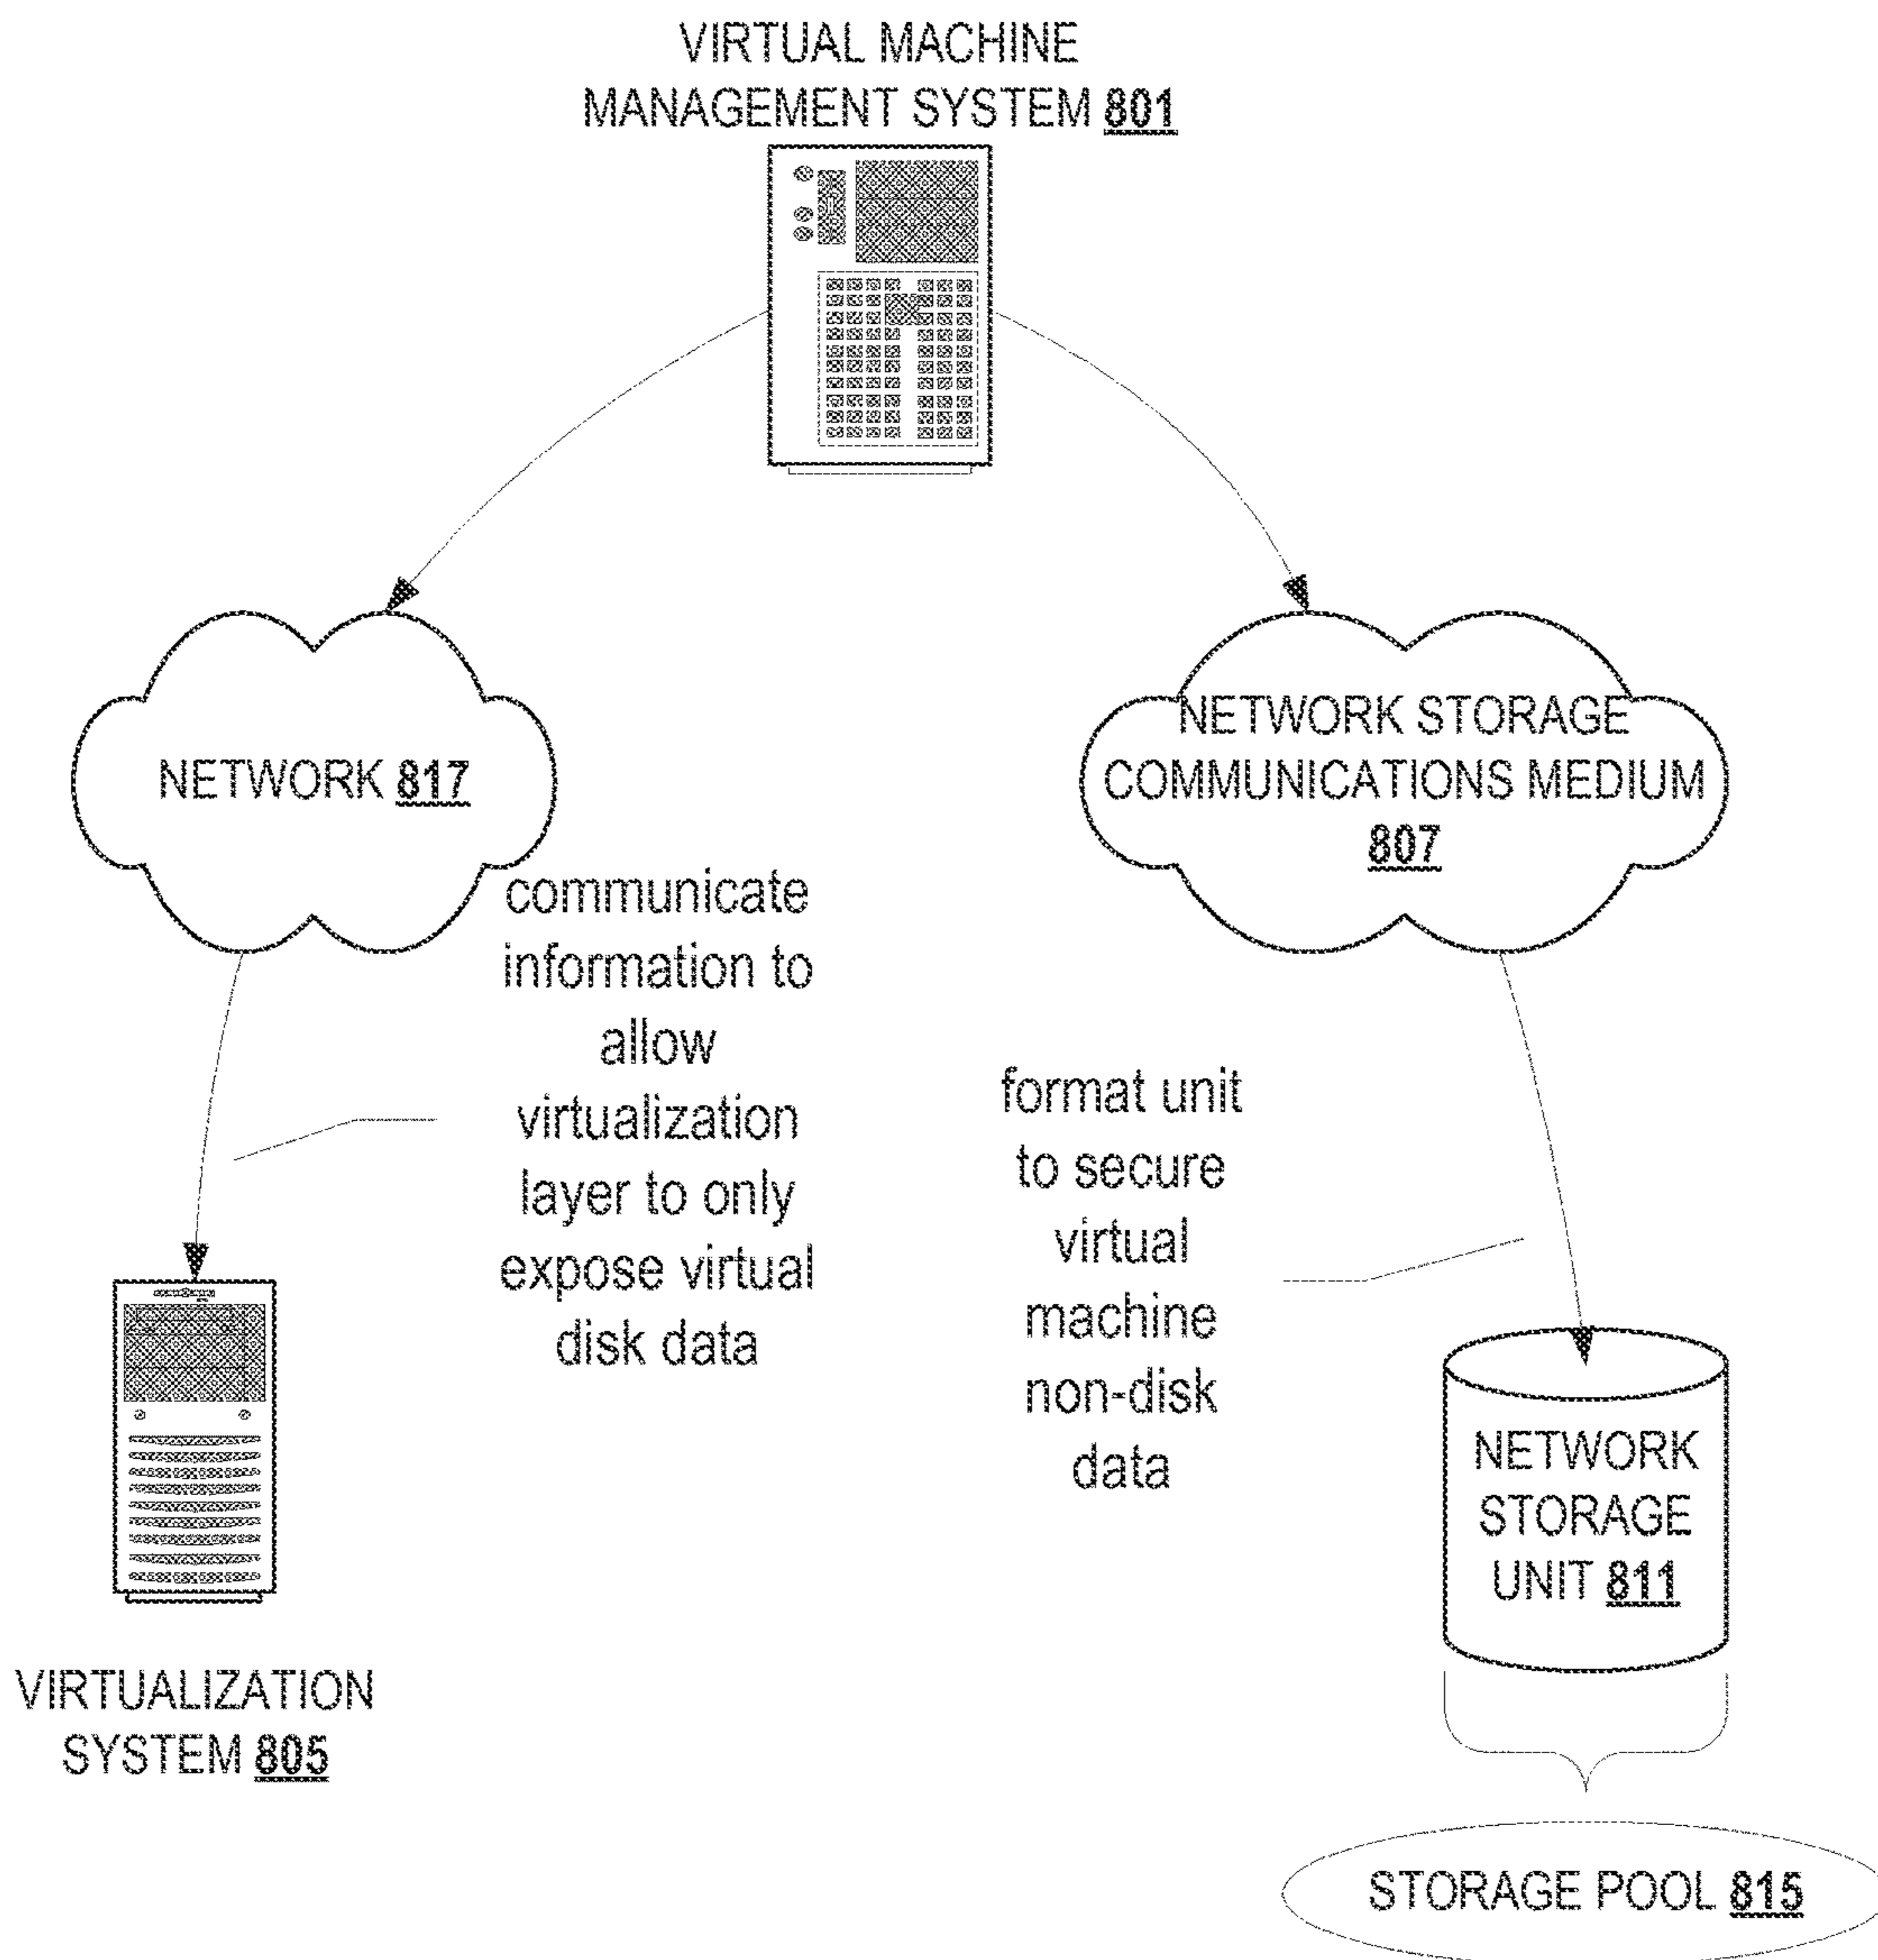 VIRTUAL MACHINE
MANAGEMENT SYSTEM 801
NETWORK 817
NETWORK STORAGE
COMMUNICATIONS MEDIUM
807
communicate
information to
allow
virtualization
layer to only
expose virtual
disk data
format unit
to secure
virtual
machine
non-disk
data
NETWORK
STORAGE
UNIT 811
VIRTUALIZATION
SYSTEM 805
STORAGE POOL 815